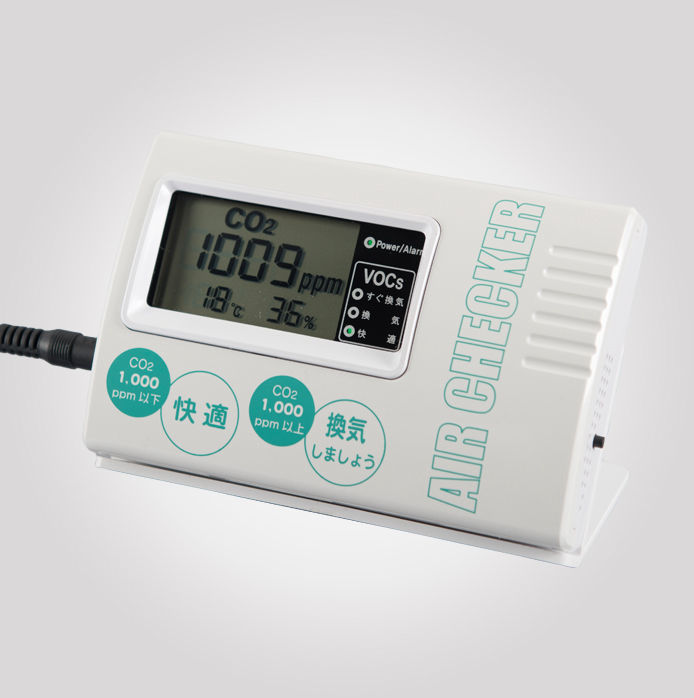 CO2
1009ppm
18℃ 36%
Power/Alarm
VOCs
すぐ換気
換 気
快 適
CO2
1,000
ppm 以下
快適
CO2
1,000
ppm 以上
換気
しましょう
AIR CHECKER